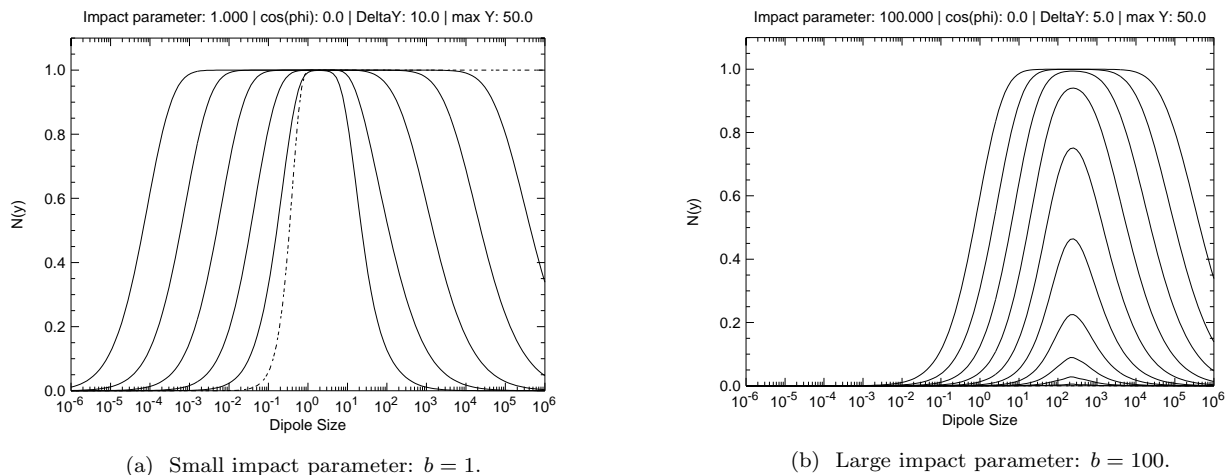 Impact parameter: 1.000 | cos(phi): 0.0 | DeltaY: 10.0 | max Y: 50.0
1.0
0.8
0.6
0.4
0.2
0.0
N(y)
10^-6 10^-5 10^-4 10^-3 10^-2 10^-1 10^0 10^1 10^2 10^3 10^4 10^5 10^6
Dipole Size
(a) Small impact parameter: b = 1.
Impact parameter: 100.000 | cos(phi): 0.0 | DeltaY: 5.0 | max Y: 50.0
1.0
0.8
0.6
0.4
0.2
0.0
N(y)
10^-6 10^-5 10^-4 10^-3 10^-2 10^-1 10^0 10^1 10^2 10^3 10^4 10^5 10^6
Dipole Size
(b) Large impact parameter: b = 100.